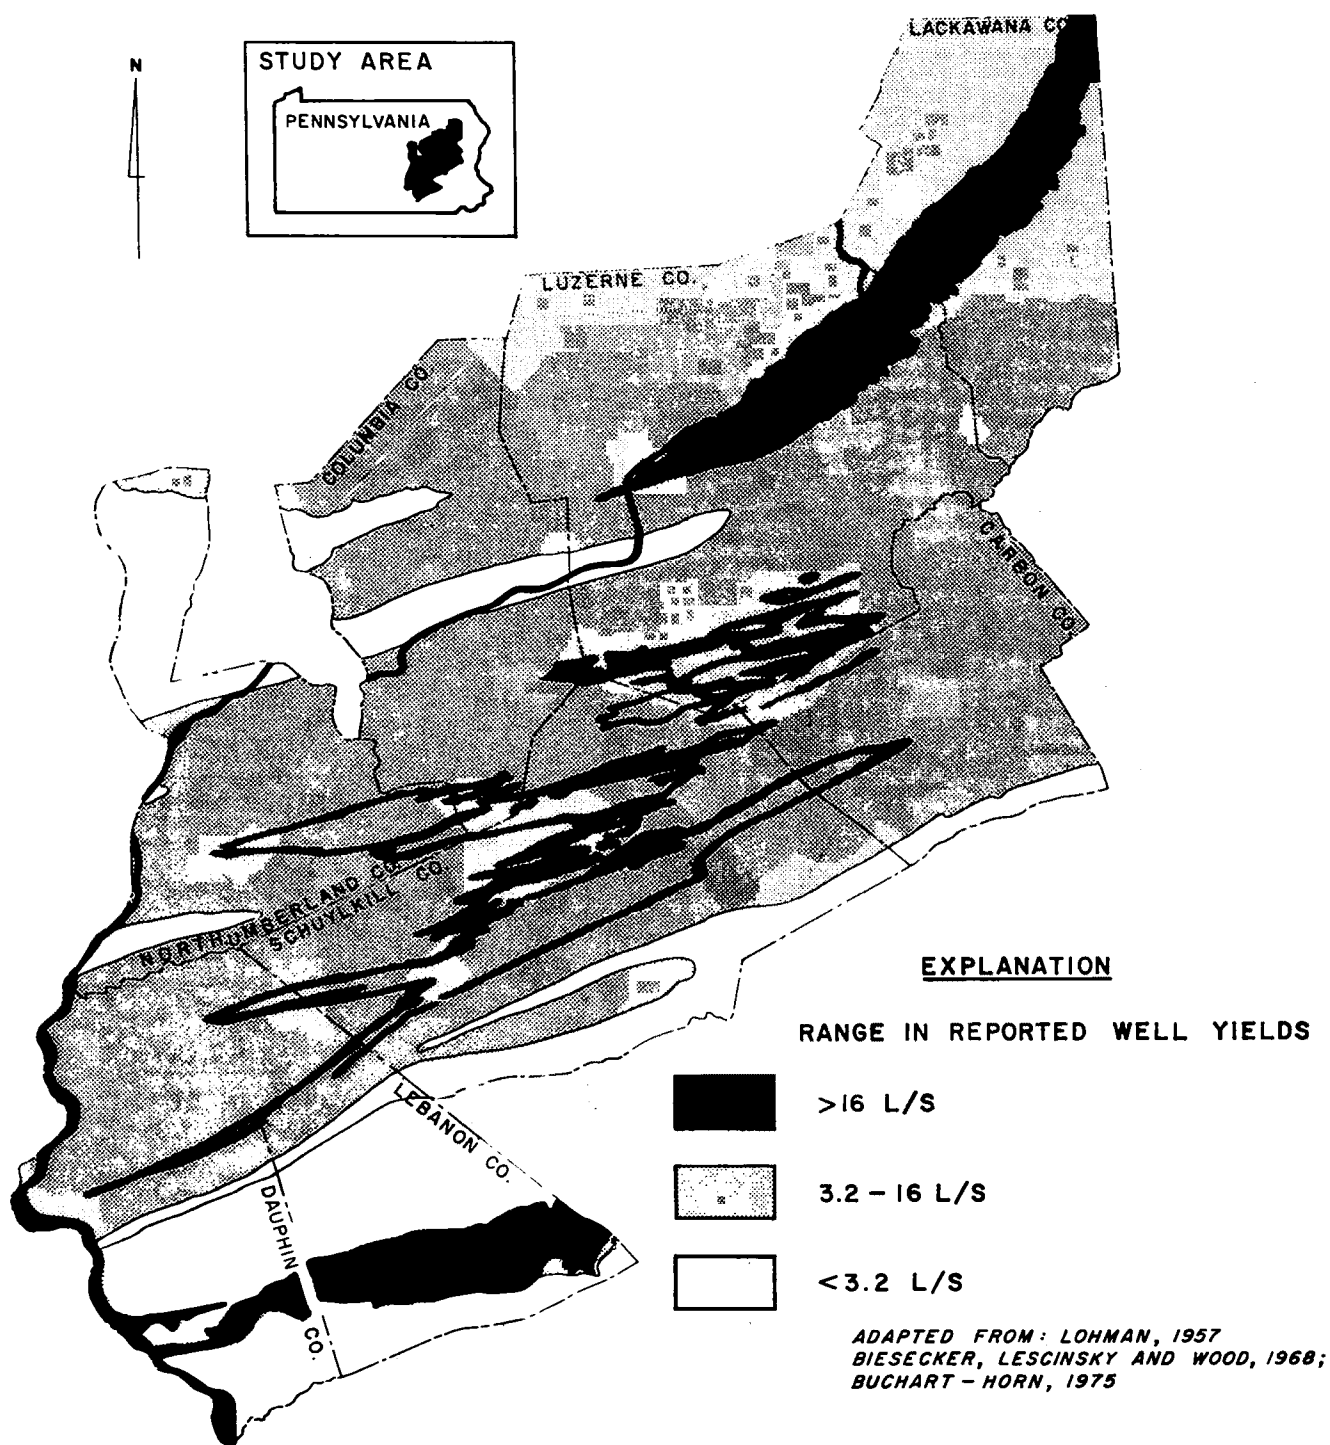 LACKAWANA CO.
N
STUDY AREA
PENNSYLVANIA
LUZERNE CO.
COLUMBIA CO.
CARBON CO.
NORTHUMBERLAND CO.
SCHUYLKILL CO.
EXPLANATION
RANGE IN REPORTED WELL YIELDS
>16 L/S
LEBANON CO.
3.2-16 L/S
DAUPHIN CO.
<3.2 L/S
ADAPTED FROM: LOHMAN, 1957
BIESECKER, LESCINSKY AND WOOD, 1968;
BUCHART-HORN, 1975